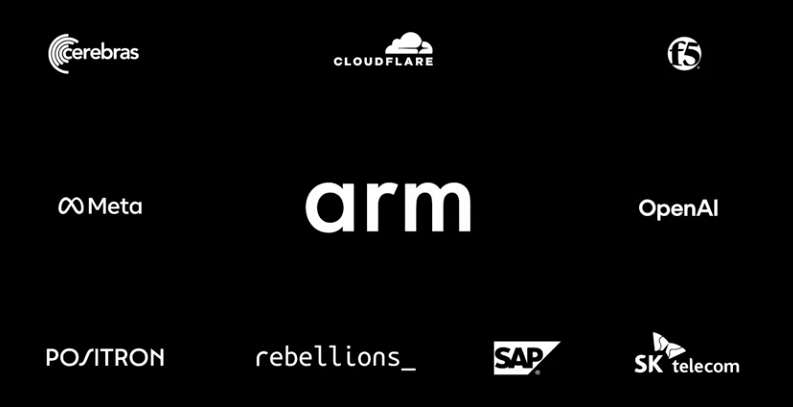 cerebras
CLOUDFLARE
f5
Meta
arm
OpenAI
POSITRON
rebellions_
SAP
SK telecom